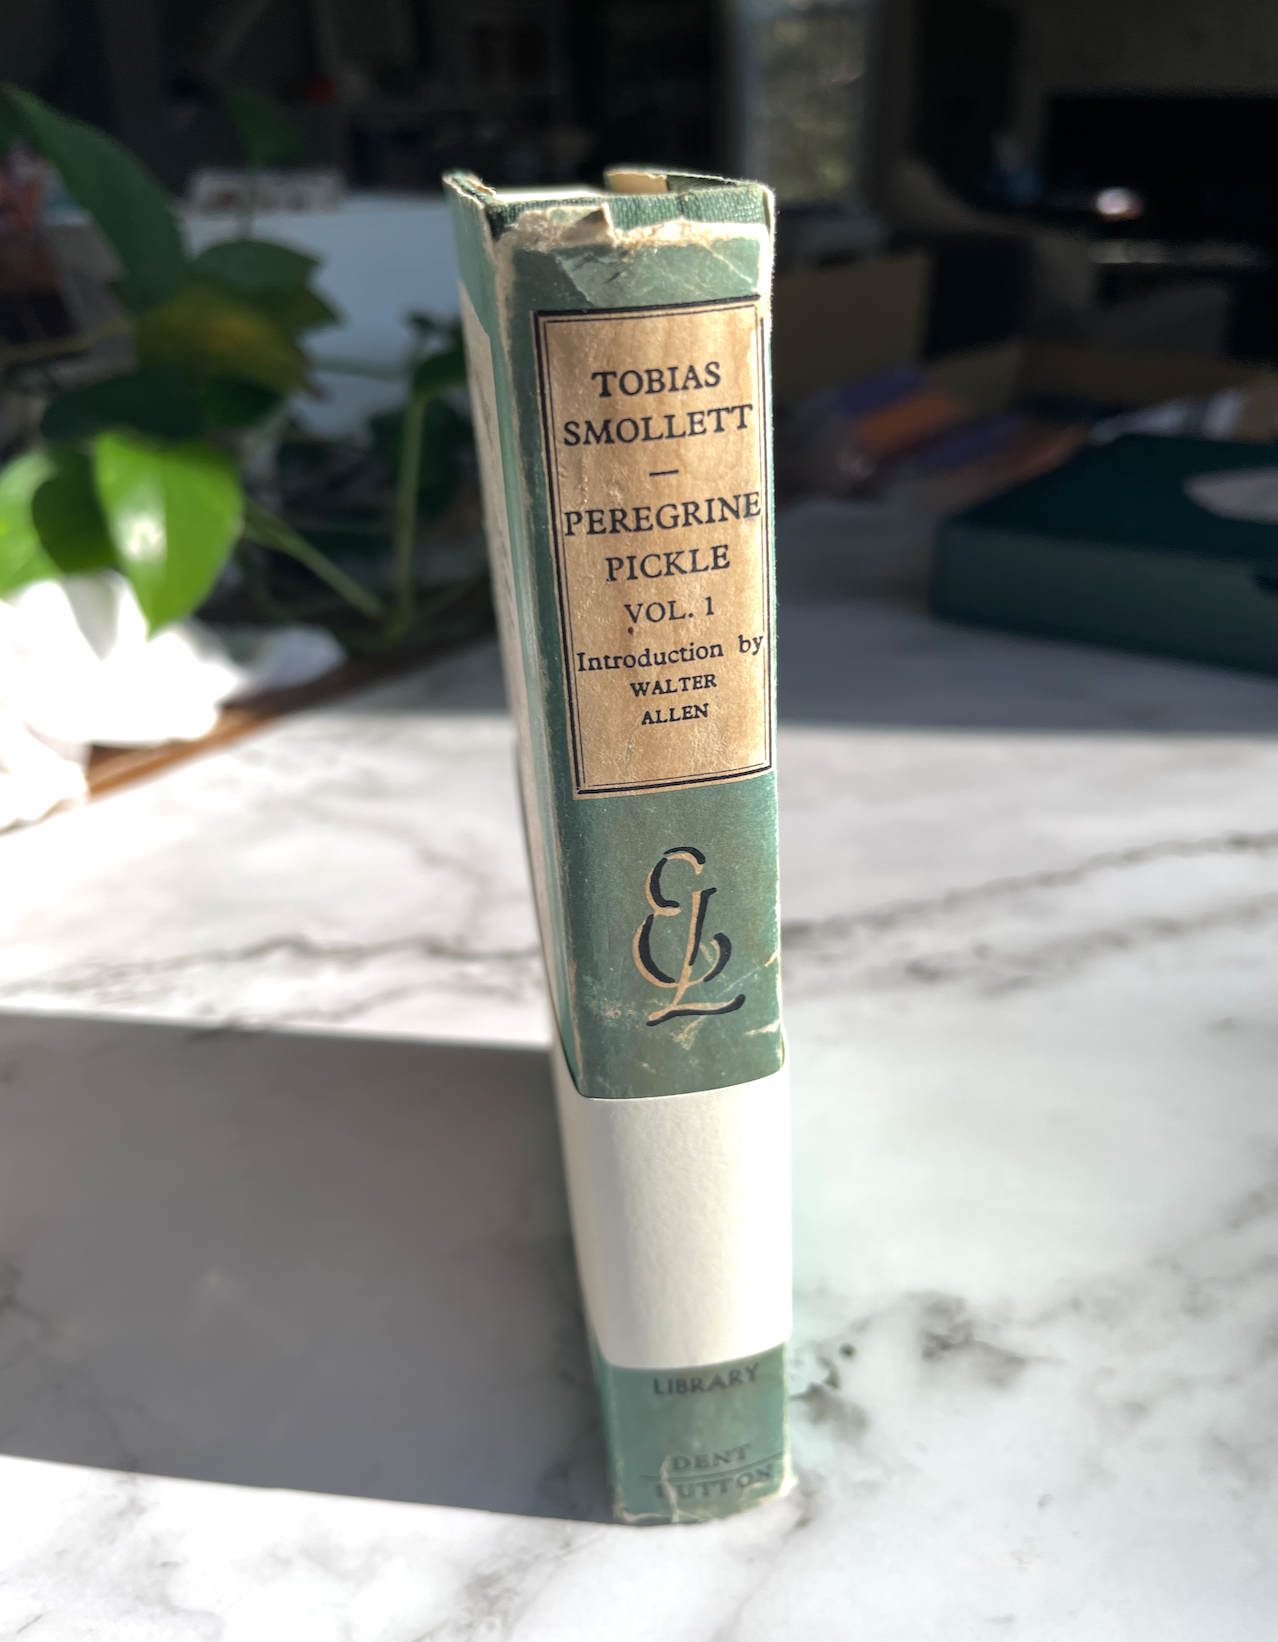 TOBIAS
SMOLLETT
—
PEREGRINE
PICKLE
VOL. 1
Introduction by
WALTER
ALLEN
EL
LIBRARY
DENT
DUTTON